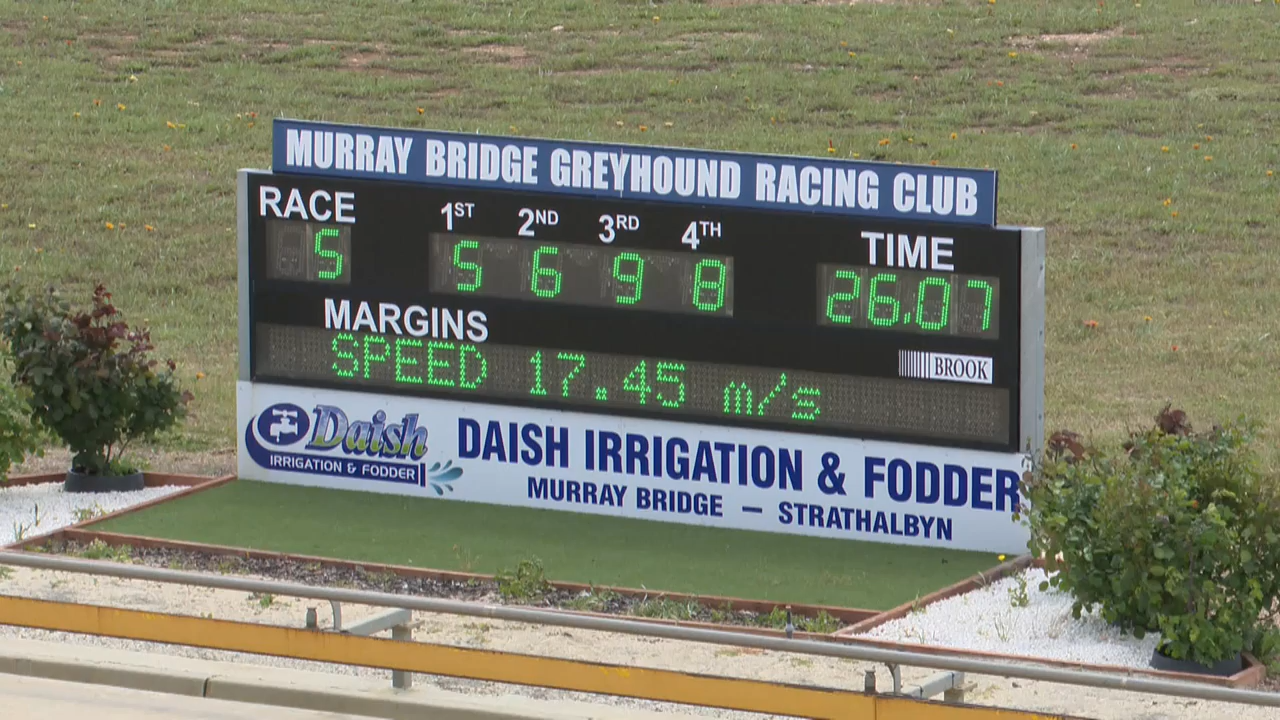 MURRAY BRIDGE GREYHOUND RACING CLUB
RACE 1ST 2ND 3RD 4TH TIME
5 5 6 9 8 26.07
MARGINS
BROOK
SPEED 17.45 m/s
Daish
IRRIGATION & FODDER
DAISH IRRIGATION & FODDER
MURRAY BRIDGE – STRATHALBYN